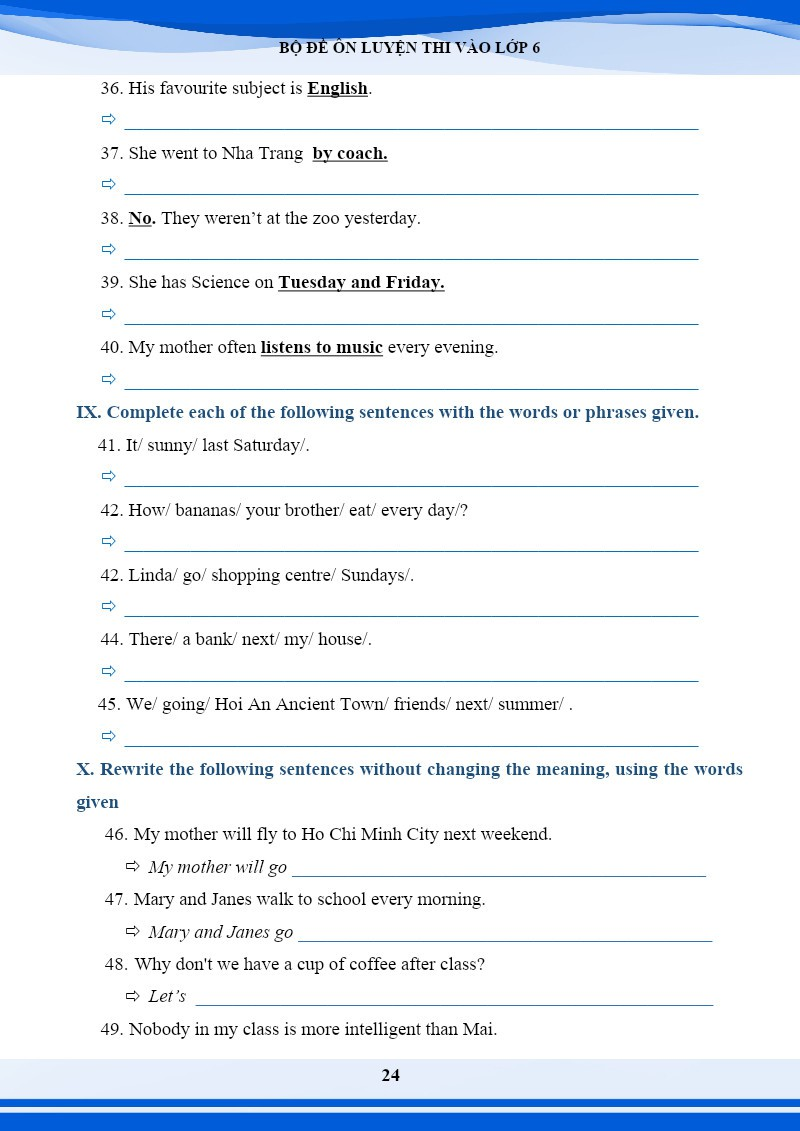 BỘ ĐỀ ÔN LUYỆN THI VÀO LỚP 6
36. His favourite subject is English.
37. She went to Nha Trang by coach.
38. No. They weren’t at the zoo yesterday.
39. She has Science on Tuesday and Friday.
40. My mother often listens to music every evening.
IX. Complete each of the following sentences with the words or phrases given.
41. It/ sunny/ last Saturday/.
42. How/ bananas/ your brother/ eat/ every day/?
42. Linda/ go/ shopping centre/ Sundays/.
44. There/ a bank/ next/ my/ house/.
45. We/ going/ Hoi An Ancient Town/ friends/ next/ summer/ .
X. Rewrite the following sentences without changing the meaning, using the words
given
46. My mother will fly to Ho Chi Minh City next weekend.
⇨ My mother will go
47. Mary and Janes walk to school every morning.
⇨ Mary and Janes go
48. Why don't we have a cup of coffee after class?
⇨ Let’s
49. Nobody in my class is more intelligent than Mai.
24